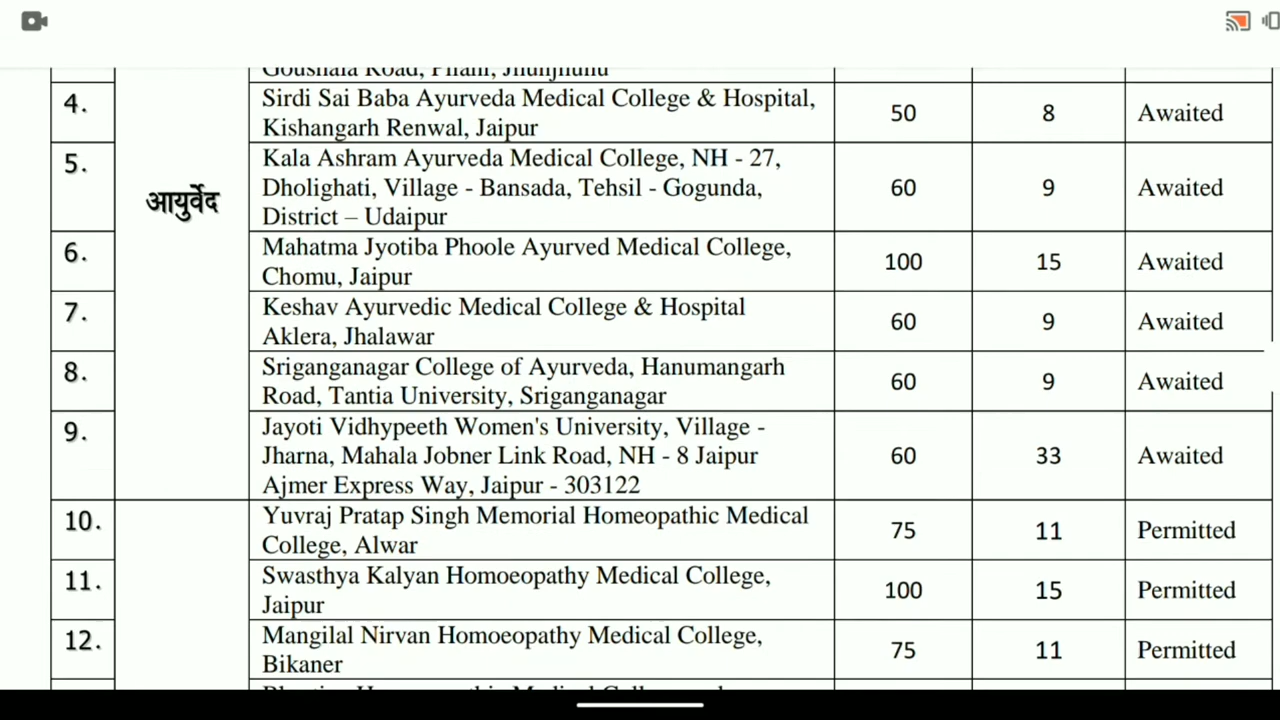 Goushala Road, Pilani, Jhunjhunu
4.
Sirdi Sai Baba Ayurveda Medical College & Hospital,
Kishangarh Renwal, Jaipur
50
8
Awaited
5.
आयुर्वेद
Kala Ashram Ayurveda Medical College, NH - 27,
Dholighati, Village - Bansada, Tehsil - Gogunda,
District – Udaipur
60
9
Awaited
6.
Mahatma Jyotiba Phoole Ayurved Medical College,
Chomu, Jaipur
100
15
Awaited
7.
Keshav Ayurvedic Medical College & Hospital
Aklera, Jhalawar
60
9
Awaited
8.
Sriganganagar College of Ayurveda, Hanumangarh
Road, Tantia University, Sriganganagar
60
9
Awaited
9.
Jayoti Vidhypeeth Women's University, Village -
Jharna, Mahala Jobner Link Road, NH - 8 Jaipur
Ajmer Express Way, Jaipur - 303122
60
33
Awaited
10.
Yuvraj Pratap Singh Memorial Homeopathic Medical
College, Alwar
75
11
Permitted
11.
Swasthya Kalyan Homoeopathy Medical College,
Jaipur
100
15
Permitted
12.
Mangilal Nirvan Homoeopathy Medical College,
Bikaner
75
11
Permitted